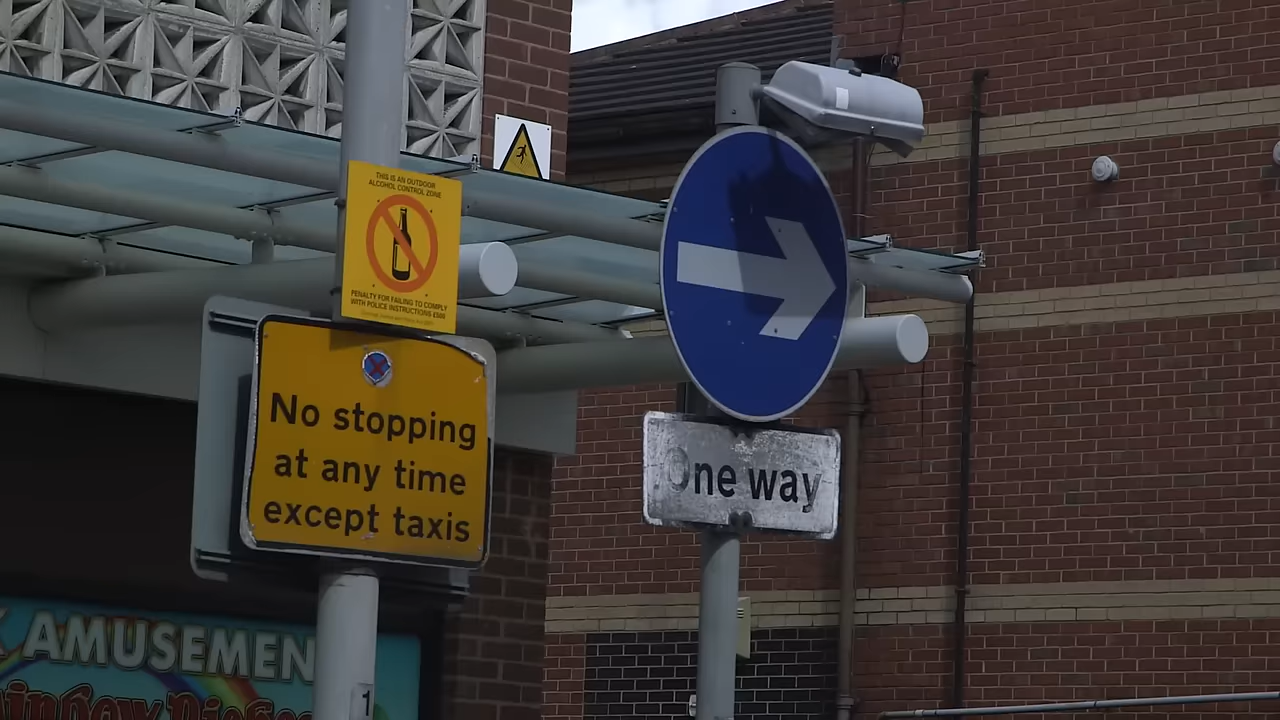 THIS IS AN OUTDOOR
ALCOHOL CONTROL ZONE
PENALTY FOR FAILING TO COMPLY
WITH POLICE INSTRUCTIONS £500
No stopping
at any time
except taxis
One way
AMUSEMEN
1